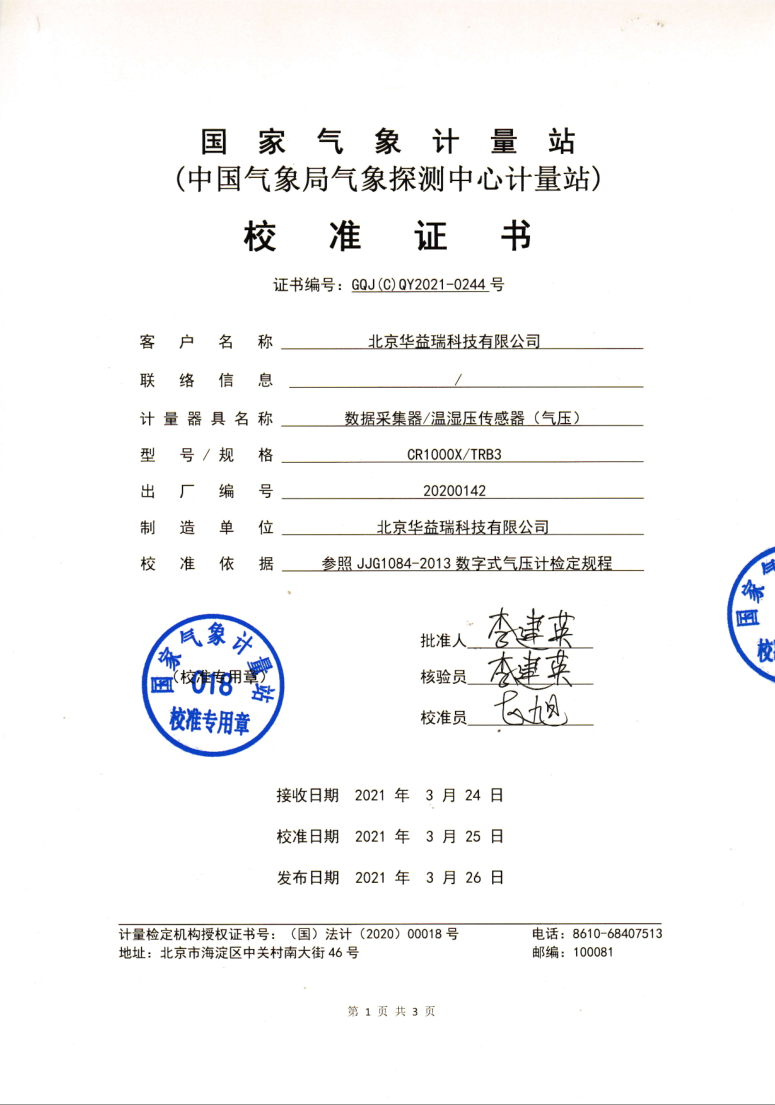 国家气象计量站
(中国气象局气象探测中心计量站)
校准证书
证书编号：GQJ(C)QY2021-0244号
客户名称 北京华益瑞科技有限公司
联络信息 /
计量器具名称 数据采集器/温湿压传感器（气压）
型号/规格 CR1000X/TRB3
出厂编号 20200142
制造单位 北京华益瑞科技有限公司
校准依据 参照 JJG1084-2013 数字式气压计检定规程
国家气象计量站
（校准专用章）
018
校准专用章
国家气
校
批准人 李建英
核验员 李建英
校准员
接收日期 2021 年 3 月 24 日
校准日期 2021 年 3 月 25 日
发布日期 2021 年 3 月 26 日
计量检定机构授权证书号：（国）法计（2020）00018 号 电话：8610-68407513
地址：北京市海淀区中关村南大街 46 号 邮编：100081
第 1 页 共 3 页